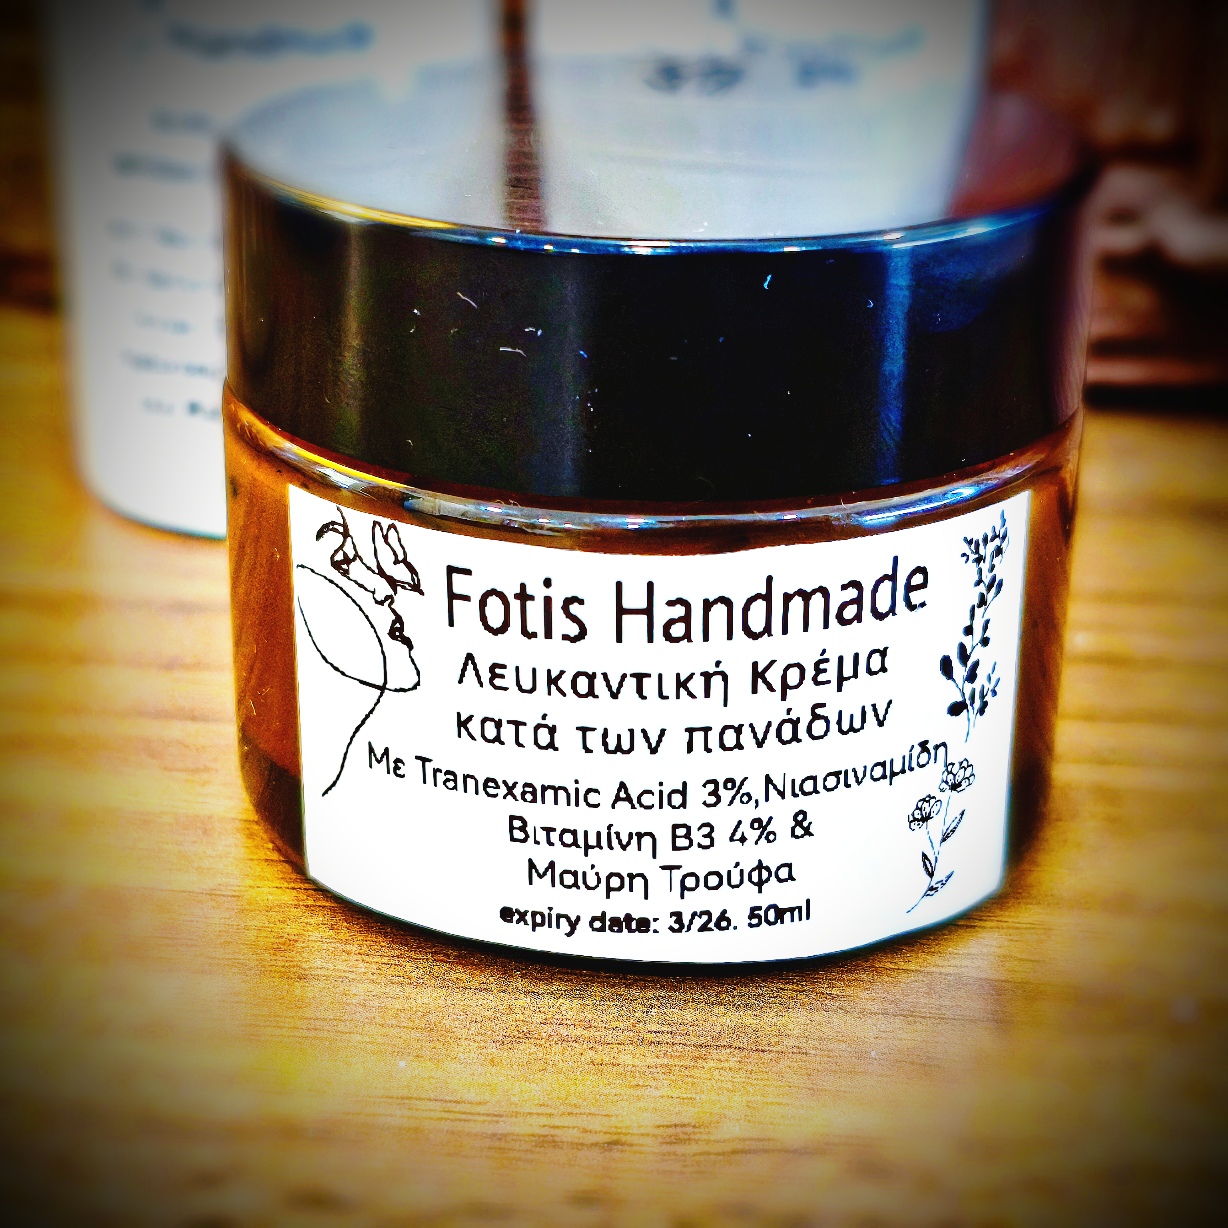 Fotis Handmade
Λευκαντική Κρέμα
κατά των πανάδων
Με Tranexamic Acid 3%,Νιασιναμίδη
Βιταμίνη Β3 4% &
Μαύρη Τρούφα
expiry date: 3/26. 50ml